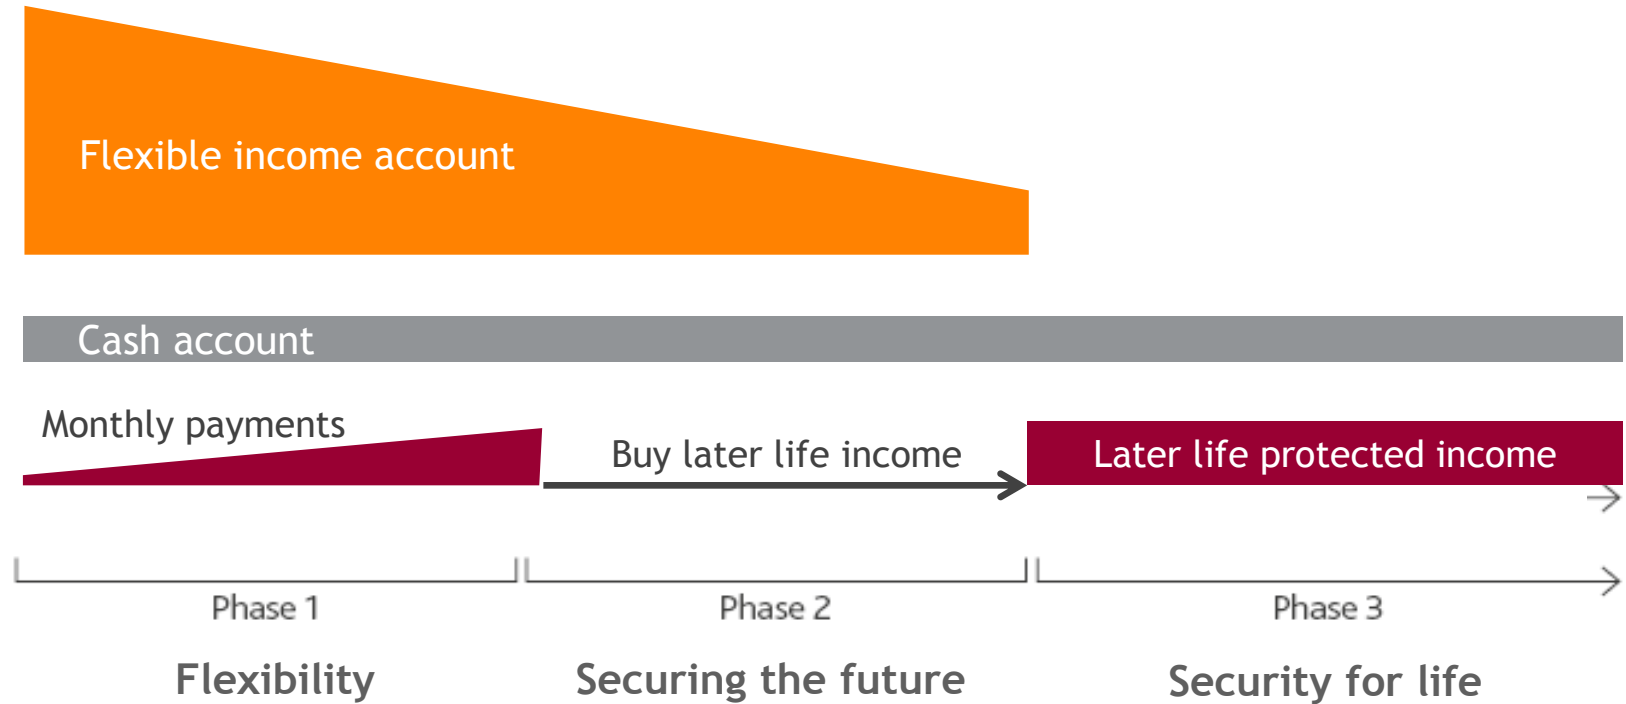 Flexible income account
Cash account
Monthly payments
Buy later life income
Later life protected income
Phase 1
Phase 2
Phase 3
Flexibility
Securing the future
Security for life